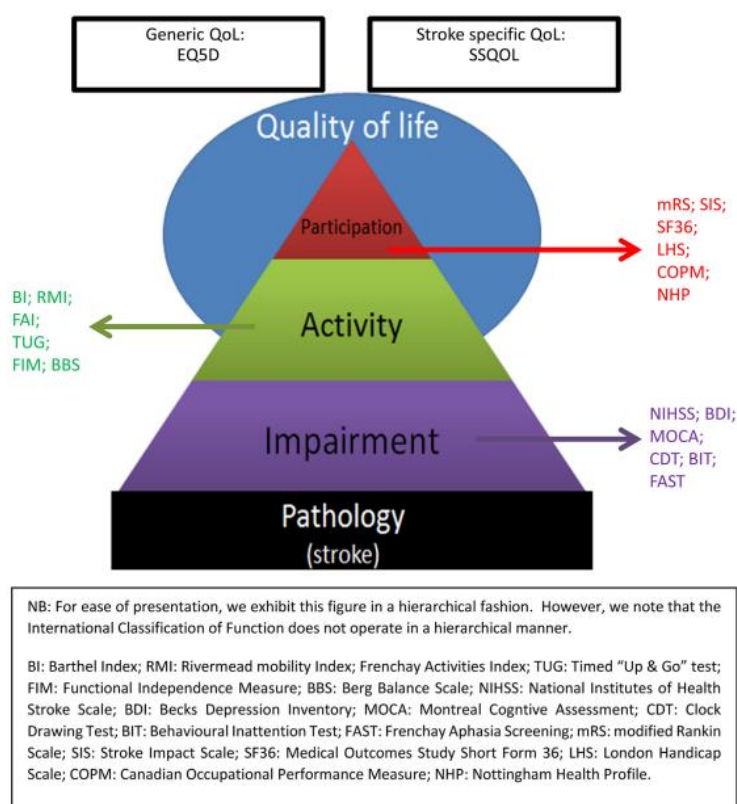 Generic QoL:
EQ5D
Stroke specific QoL:
SSQOL
Quality of life
Participation
mRS; SIS;
SF36;
LHS;
COPM;
NHP
BI; RMI;
FAI;
TUG;
FIM; BBS
Activity
Impairment
NIHSS; BDI;
MOCA;
CDT; BIT;
FAST
Pathology
(stroke)
NB: For ease of presentation, we exhibit this figure in a hierarchical fashion. However, we note that the
International Classification of Function does not operate in a hierarchical manner.
BI: Barthel Index; RMI: Rivermead mobility Index; Frenchay Activities Index; TUG: Timed “Up & Go” test;
FIM: Functional Independence Measure; BBS: Berg Balance Scale; NIHSS: National Institutes of Health
Stroke Scale; BDI: Becks Depression Inventory; MOCA: Montreal Cogntive Assessment; CDT: Clock
Drawing Test; BIT: Behavioural Inattention Test; FAST: Frenchay Aphasia Screening; mRS: modified Rankin
Scale; SIS: Stroke Impact Scale; SF36: Medical Outcomes Study Short Form 36; LHS: London Handicap
Scale; COPM: Canadian Occupational Performance Measure; NHP: Nottingham Health Profile.